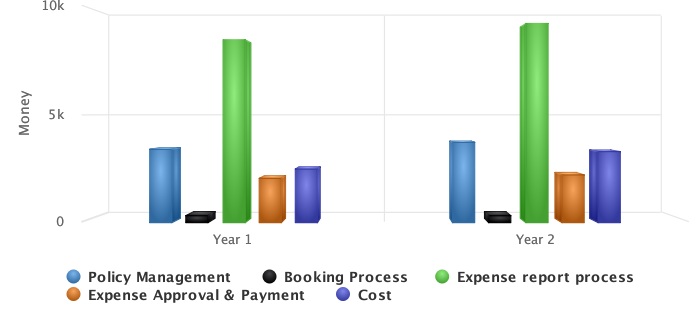 10k
Money
5k
0
Year 1
Year 2
Policy Management
Booking Process
Expense report process
Expense Approval & Payment
Cost